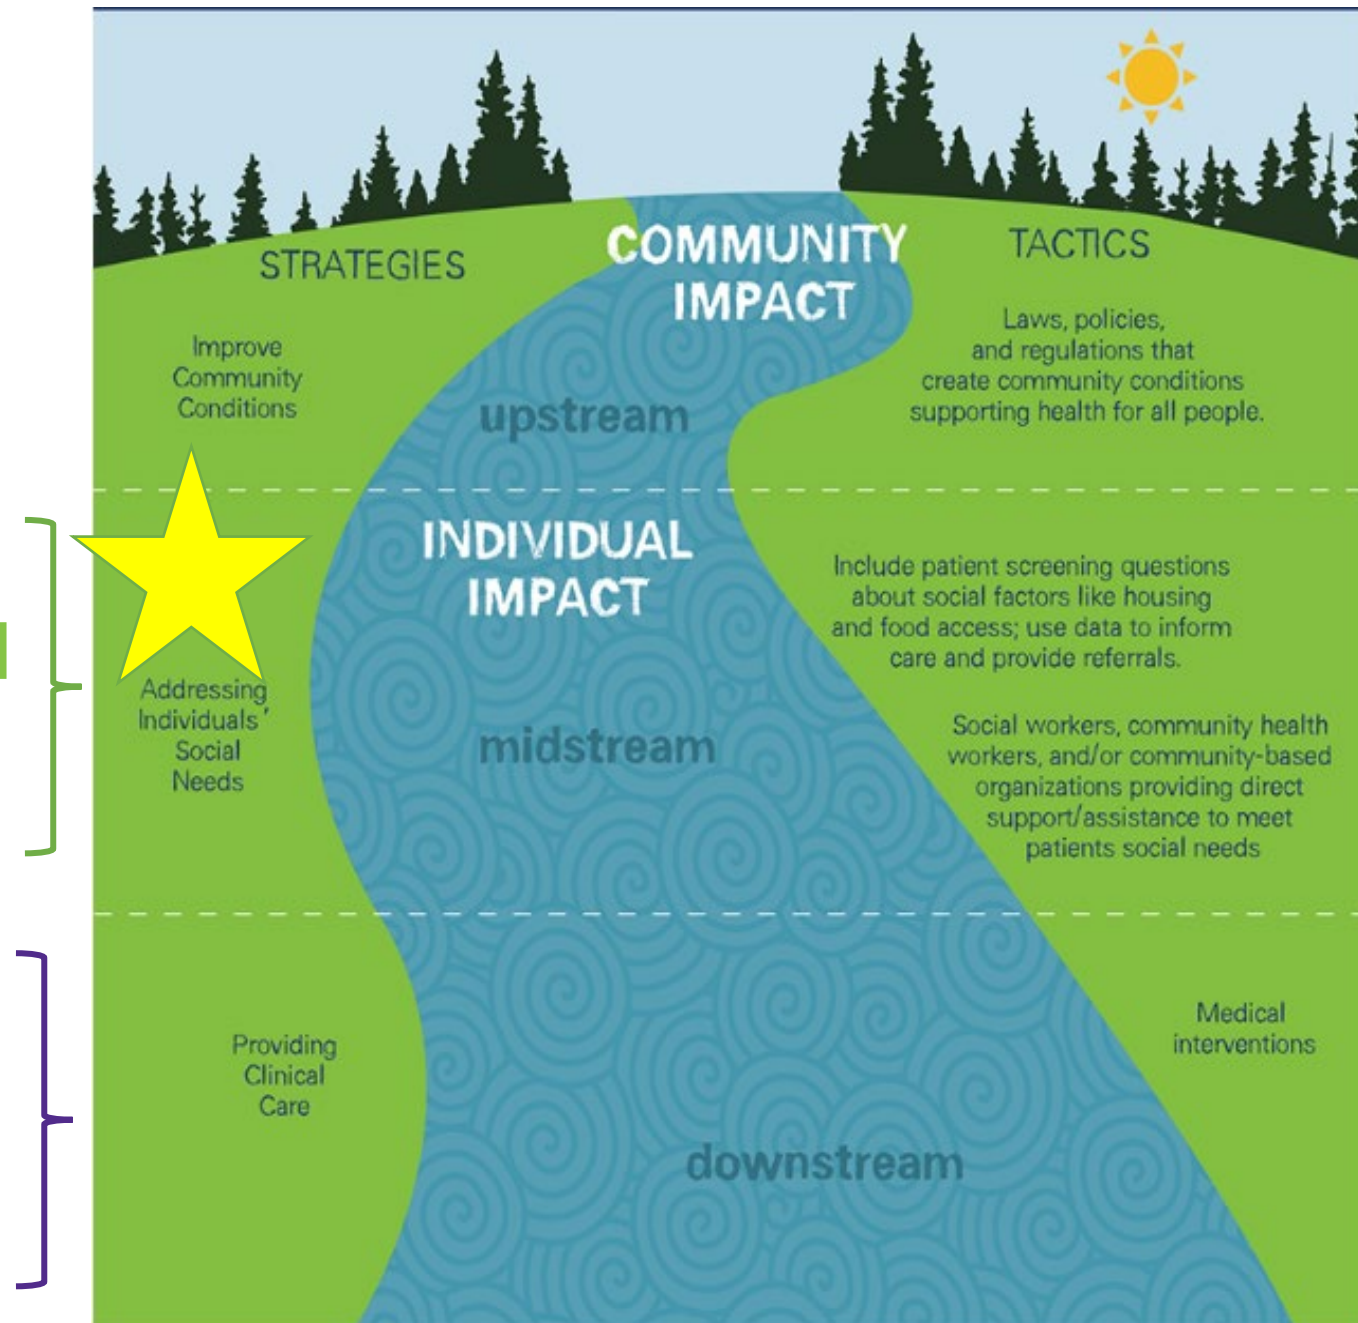 COMMUNITY
IMPACT
STRATEGIES
TACTICS
Improve
Community
Conditions
Laws, policies,
and regulations that
create community conditions
supporting health for all people.
upstream
INDIVIDUAL
IMPACT
Include patient screening questions
about social factors like housing
and food access; use data to inform
care and provide referrals.
Addressing
Individuals'
Social
Needs
midstream
Social workers, community health
workers, and/or community-based
organizations providing direct
support/assistance to meet
patients social needs
Providing
Clinical
Care
Medical
interventions
downstream